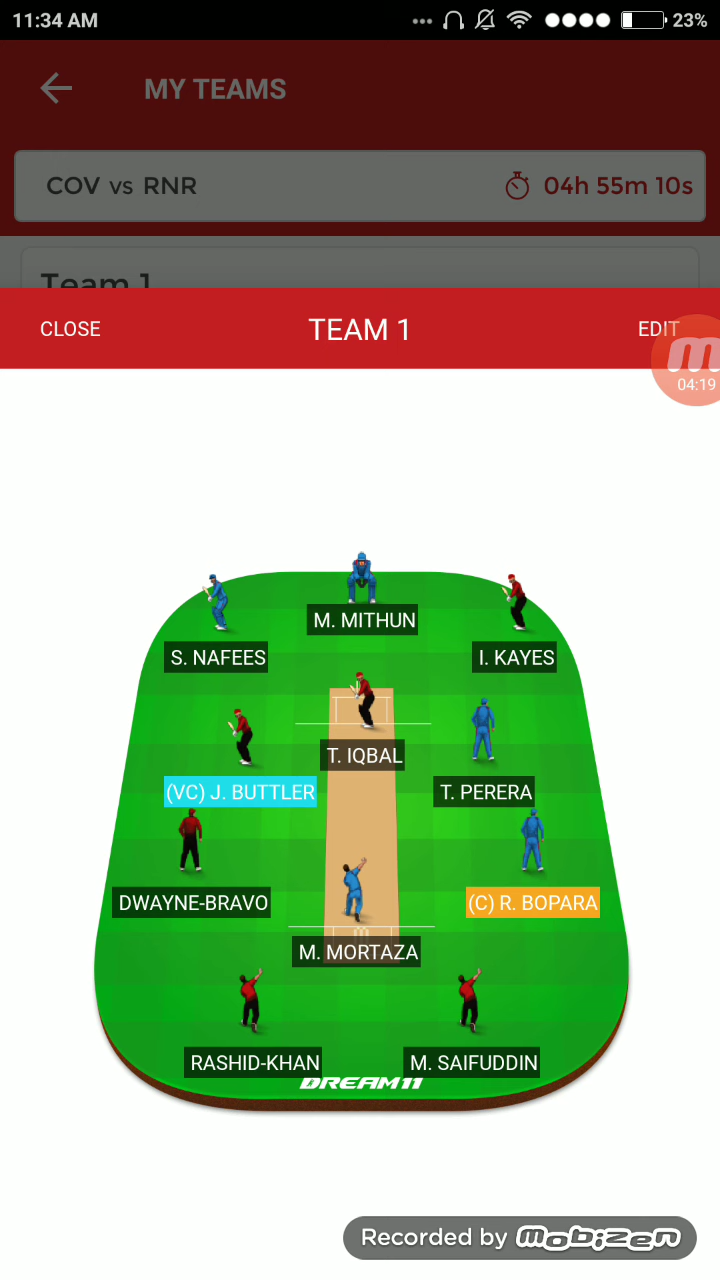 11:34 AM
23%
MY TEAMS
COV vs RNR
04h 55m 10s
Team 1
CLOSE
TEAM 1
EDIT
04:19
M. MITHUN
S. NAFEES
I. KAYES
T. IQBAL
(VC) J. BUTTLER
T. PERERA
DWAYNE-BRAVO
(C) R. BOPARA
M. MORTAZA
RASHID-KHAN
M. SAIFUDDIN
DREAM11
Recorded by mobizen